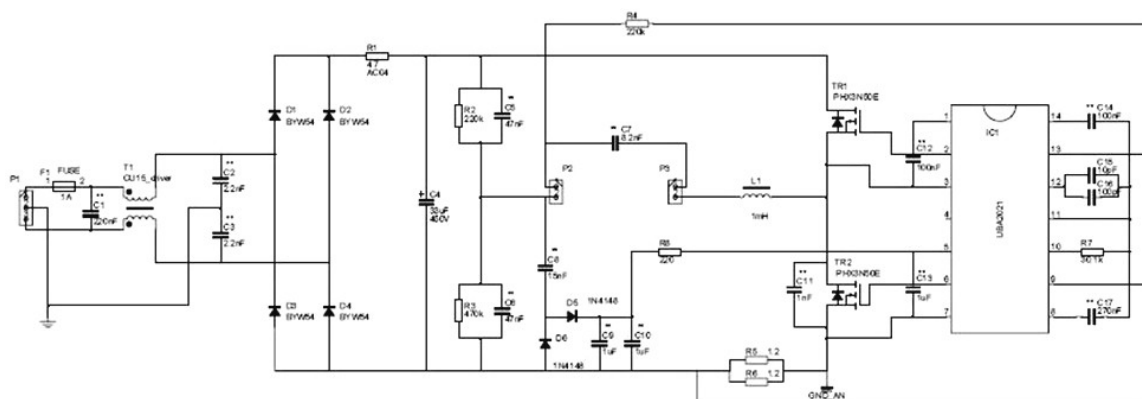 R4
220k
R1
4.7
AC04
TR1
PHX3N50E
D1
BYW54
D2
BYW54
R2
220k
C5
47nF
C7
8.2nF
IC1
UBA2021
1
2
3
4
5
6
7
14
13
12
11
10
9
8
C14
100nF
C12
100nF
C15
10pF
C16
100pF
P1
F1
FUSE
1
2
1A
T1
CU15_driver
C1
220nF
C2
2.2nF
C3
2.2nF
C4
33uF
450V
P2
P3
L1
1mH
R8
220
R7
30.1k
C8
15nF
TR2
PHX3N50E
C11
1nF
C13
1uF
C17
270nF
D3
BYW54
D4
BYW54
R3
470k
C6
47nF
D5
1N4148
D6
1N4148
C9
1uF
C10
1uF
R5
1.2
R6
1.2
GND_AN